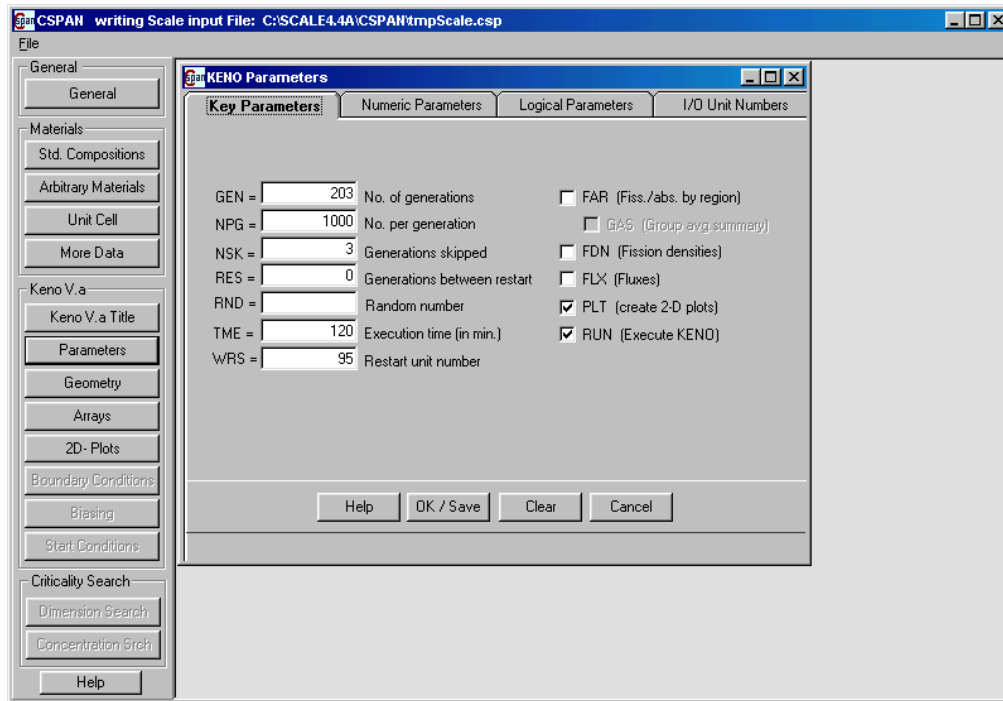 Span CSPAN writing Scale input File: C:\SCALE4.4A\CSPAN\tmpScale.csp
File
General
General
Materials
Std. Compositions
Arbitrary Materials
Unit Cell
More Data
Keno V.a
Keno V.a Title
Parameters
Geometry
Arrays
2D- Plots
Boundary Conditions
Biasing
Start Conditions
Criticality Search
Dimension Search
Concentration Srch
Help
Span KENO Parameters
Key Parameters Numeric Parameters Logical Parameters I/O Unit Numbers
GEN = 203 No. of generations
NPG = 1000 No. per generation
NSK = 3 Generations skipped
RES = 0 Generations between restart
RND = Random number
TME = 120 Execution time (in min.)
WRS = 95 Restart unit number
FAR (Fiss./abs. by region)
GAS (Group avg.summary)
FDN (Fission densities)
FLX (Fluxes)
PLT (create 2-D plots)
RUN (Execute KENO)
Help OK / Save Clear Cancel